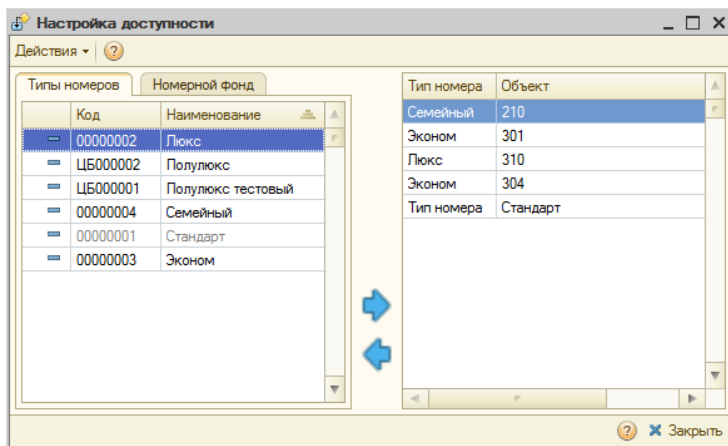 Настройка доступности
Действия
Типы номеров Номерной фонд
Код Наименование
00000002 Люкс
ЦБ000002 Полулюкс
ЦБ000001 Полулюкс тестовый
00000004 Семейный
00000001 Стандарт
00000003 Эконом
Тип номера Объект
Семейный 210
Эконом 301
Люкс 310
Эконом 304
Тип номера Стандарт
Закрыть